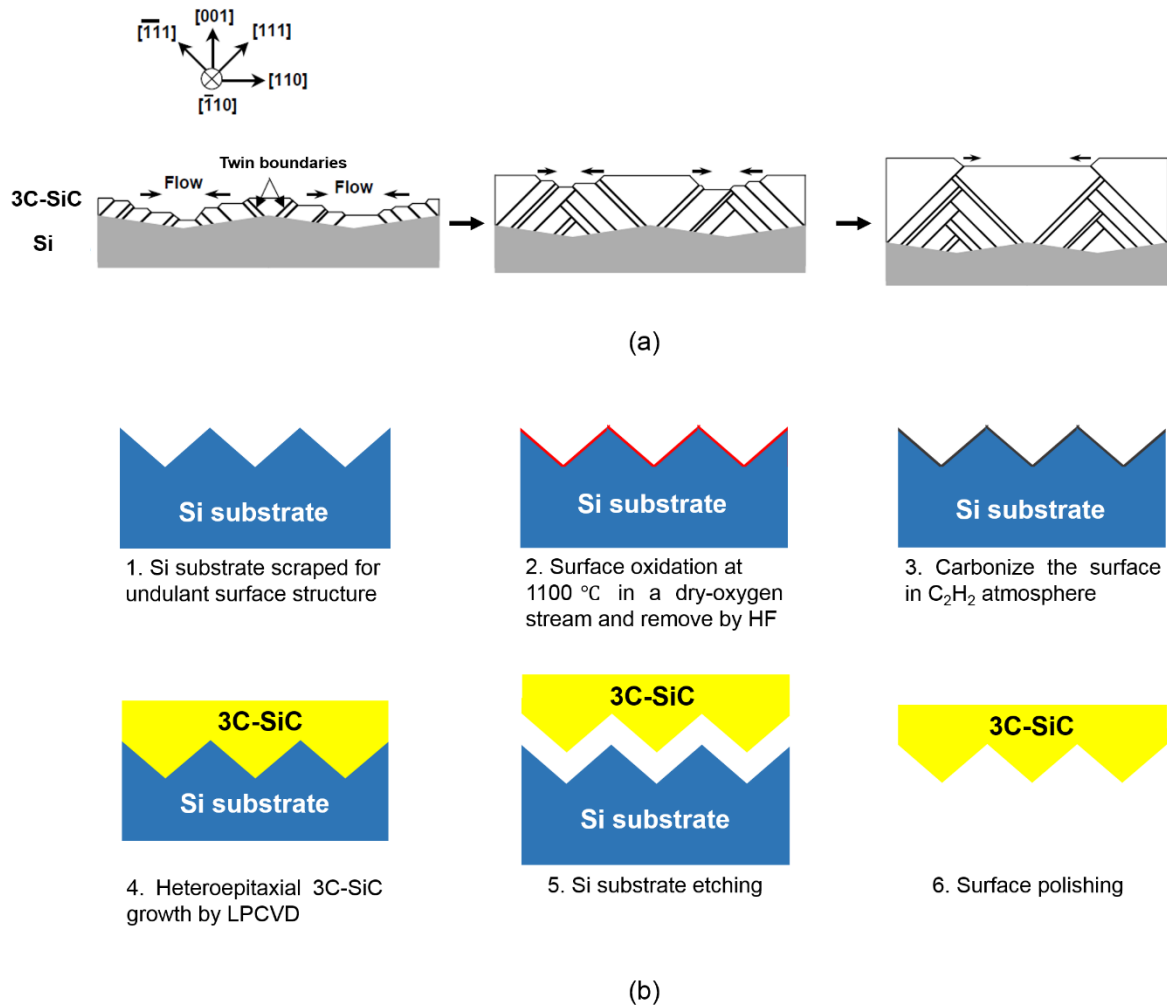 [001]
[̅1̅11] [111]
[110]
[̅110]
Twin boundaries
Flow Flow
3C-SiC
Si
(a)
Si substrate Si substrate Si substrate
1. Si substrate scraped for
undulant surface structure
2. Surface oxidation at
1100 ℃ in a dry-oxygen
stream and remove by HF
3. Carbonize the surface
in C₂H₂ atmosphere
3C-SiC
Si substrate
4. Heteroepitaxial 3C-SiC
growth by LPCVD
3C-SiC
Si substrate
5. Si substrate etching
3C-SiC
6. Surface polishing
(b)